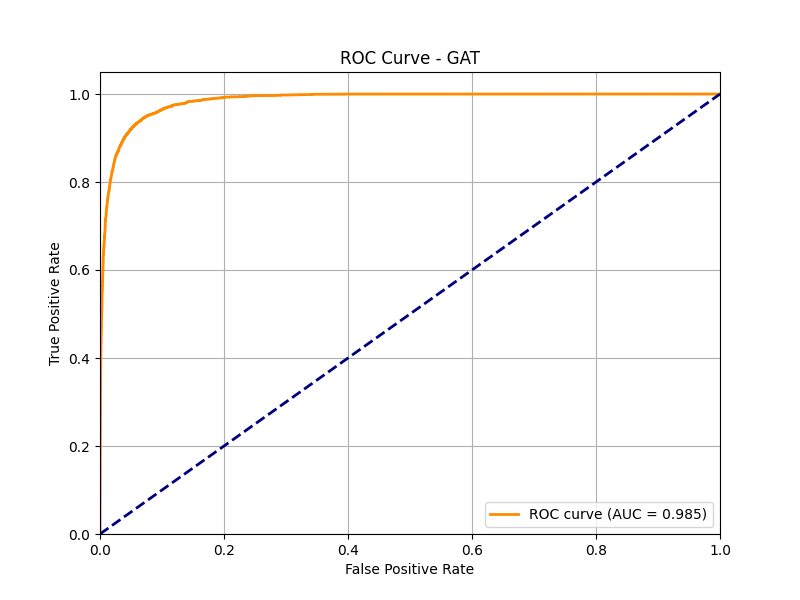 ROC Curve - GAT
True Positive Rate
1.0
0.8
0.6
0.4
0.2
0.0
ROC curve (AUC = 0.985)
0.0 0.2 0.4 0.6 0.8 1.0
False Positive Rate